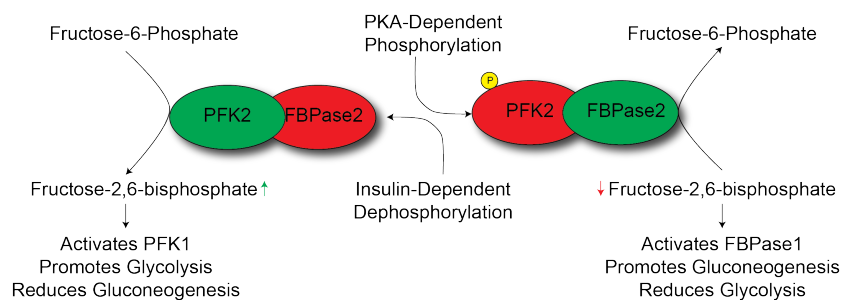 Fructose-6-Phosphate
PFK2
FBPase2
Fructose-2,6-bisphosphate
Activates PFK1
Promotes Glycolysis
Reduces Gluconeogenesis
PKA-Dependent
Phosphorylation
Insulin-Dependent
Dephosphorylation
Fructose-6-Phosphate
P
PFK2
FBPase2
Fructose-2,6-bisphosphate
Activates FBPase1
Promotes Gluconeogenesis
Reduces Glycolysis